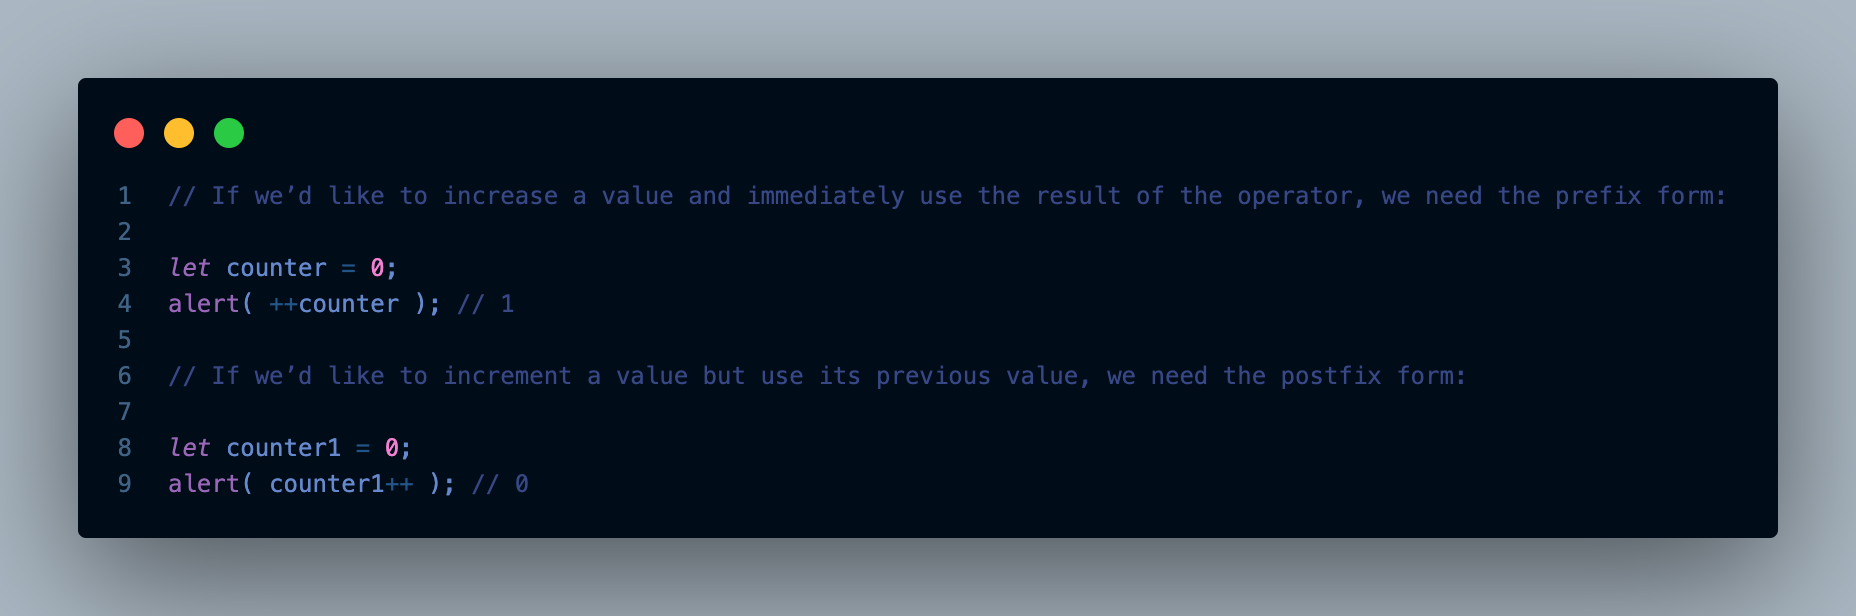 1 // If we’d like to increase a value and immediately use the result of the operator, we need the prefix form:
2
3 let counter = 0;
4 alert( ++counter ); // 1
5
6 // If we’d like to increment a value but use its previous value, we need the postfix form:
7
8 let counter1 = 0;
9 alert( counter1++ ); // 0